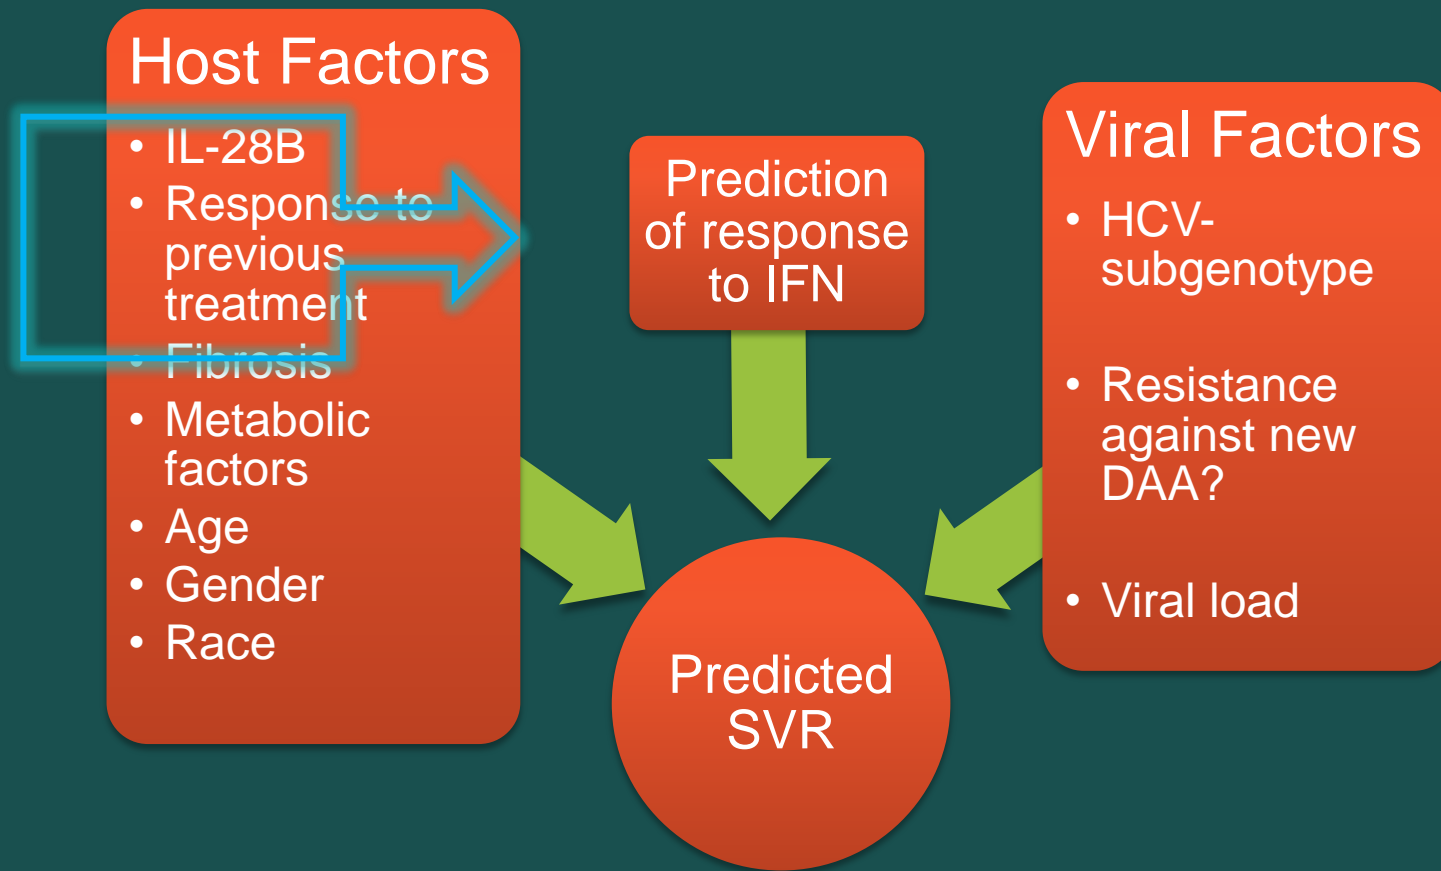 Host Factors
• IL-28B
• Response to
previous
treatment
• Fibrosis
• Metabolic
factors
• Age
• Gender
• Race
Prediction
of response
to IFN
Viral Factors
• HCV-
subgenotype
• Resistance
against new
DAA?
• Viral load
Predicted
SVR